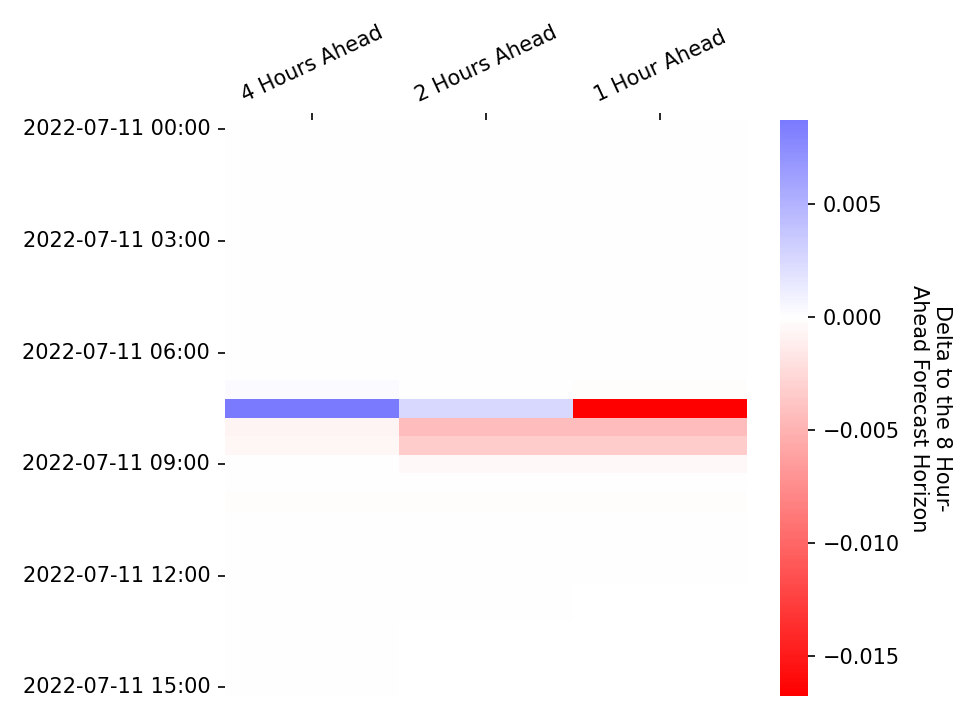 4 Hours Ahead
2 Hours Ahead
1 Hour Ahead
2022-07-11 00:00
2022-07-11 03:00
2022-07-11 06:00
2022-07-11 09:00
2022-07-11 12:00
2022-07-11 15:00
0.005
0.000
−0.005
−0.010
−0.015
Delta to the 8 Hour-
Ahead Forecast Horizon